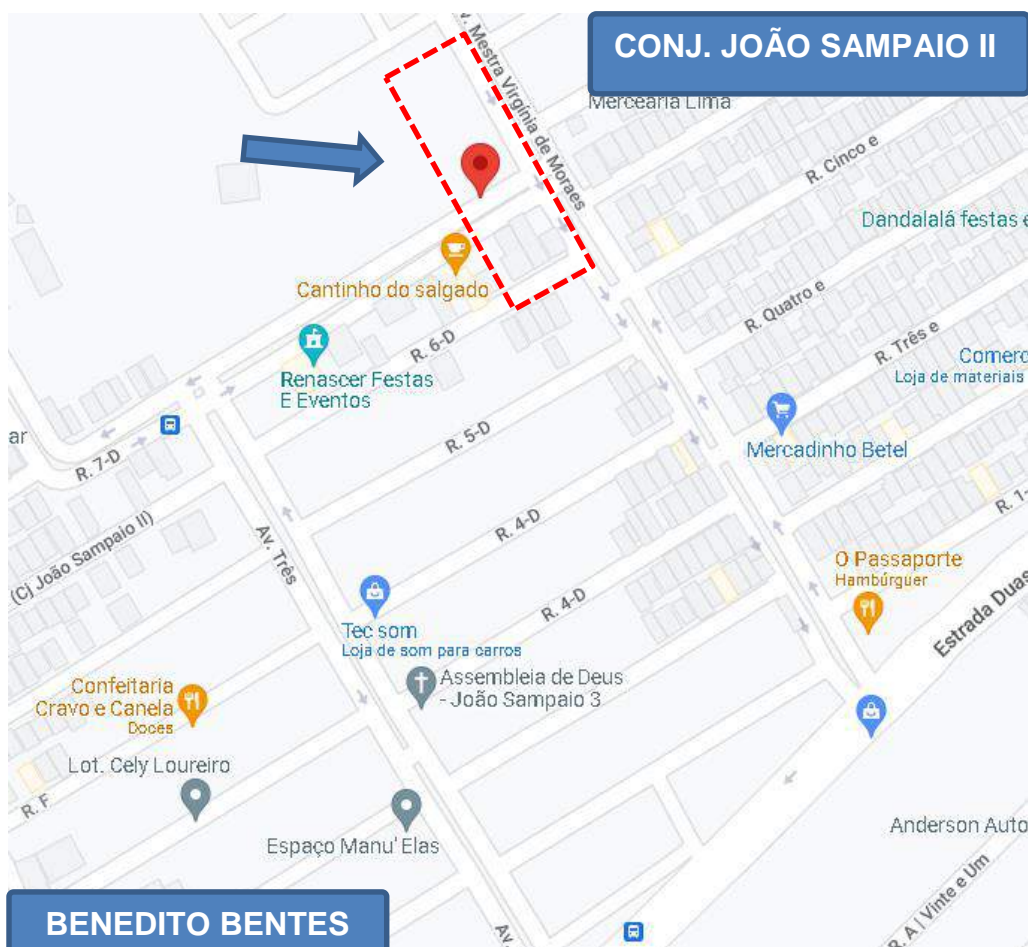 CONJ. JOÃO SAMPAIO II
Av. Mestra Virgínia de Moraes
Mercearia Lima
R. Cinco e
Dandalalá festas e
Cantinho do salgado
R. Quatro e
R. 6-D
R. Três e
Renascer Festas
E Eventos
Comerc
Loja de materiais
ar
R. 5-D
Mercadinho Betel
R. 7-D
R. 1-
R. 4-D
Av. Três
(Cj João Sampaio II)
O Passaporte
Hambúrguer
Estrada Duas
R. 4-D
Tec som
Loja de som para carros
Assembleia de Deus
- João Sampaio 3
Confeitaria
Cravo e Canela
Doces
Lot. Cely Loureiro
R. F
Espaço Manu' Elas
Anderson Auto
R. A | Vinte e Um
BENEDITO BENTES
Av.